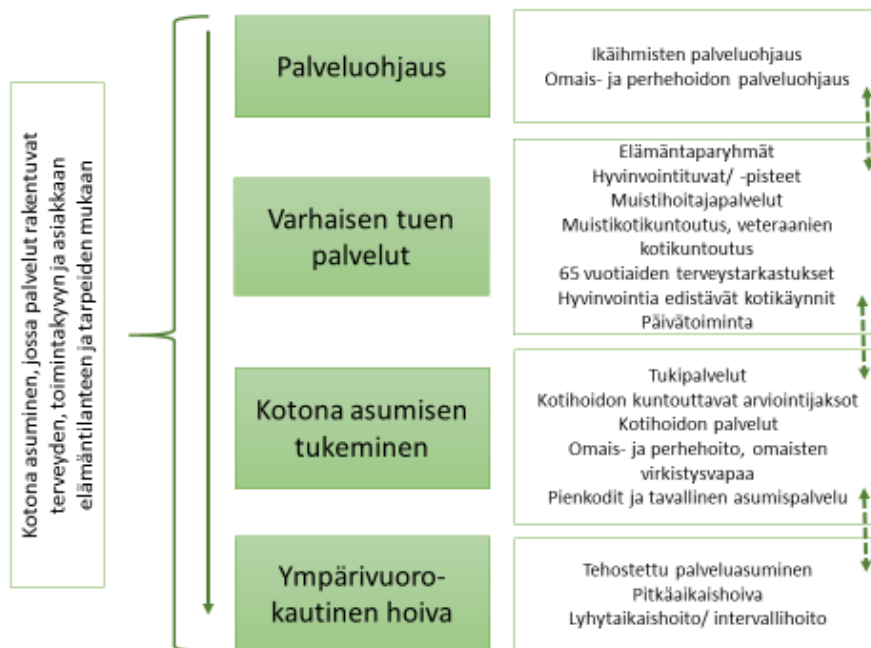 Kotona asuminen, jossa palvelut rakentuvat
terveyden, toimintakyvyn ja asiakkaan
elämäntilanteen ja tarpeiden mukaan
Palveluohjaus
Ikäihmisten palveluohjaus
Omais- ja perhehoidon palveluohjaus
Varhaisen tuen
palvelut
Elämäntaparyhmät
Hyvinvointituvat/ -pisteet
Muistihoitajapalvelut
Muistikotikuntoutus, veteraanien
kotikuntoutus
65 vuotiaiden terveystarkastukset
Hyvinvointia edistävät kotikäynnit
Päivätoiminta
Kotona asumisen
tukeminen
Tukipalvelut
Kotihoidon kuntouttavat arviointijaksot
Kotihoidon palvelut
Omais- ja perhehoito, omaisten
virkistysvapaa
Pienkodit ja tavallinen asumispalvelu
Ympärivuoro-
kautinen hoiva
Tehostettu palveluasuminen
Pitkäaikaishoiva
Lyhytaikaishoito/ intervallihoito